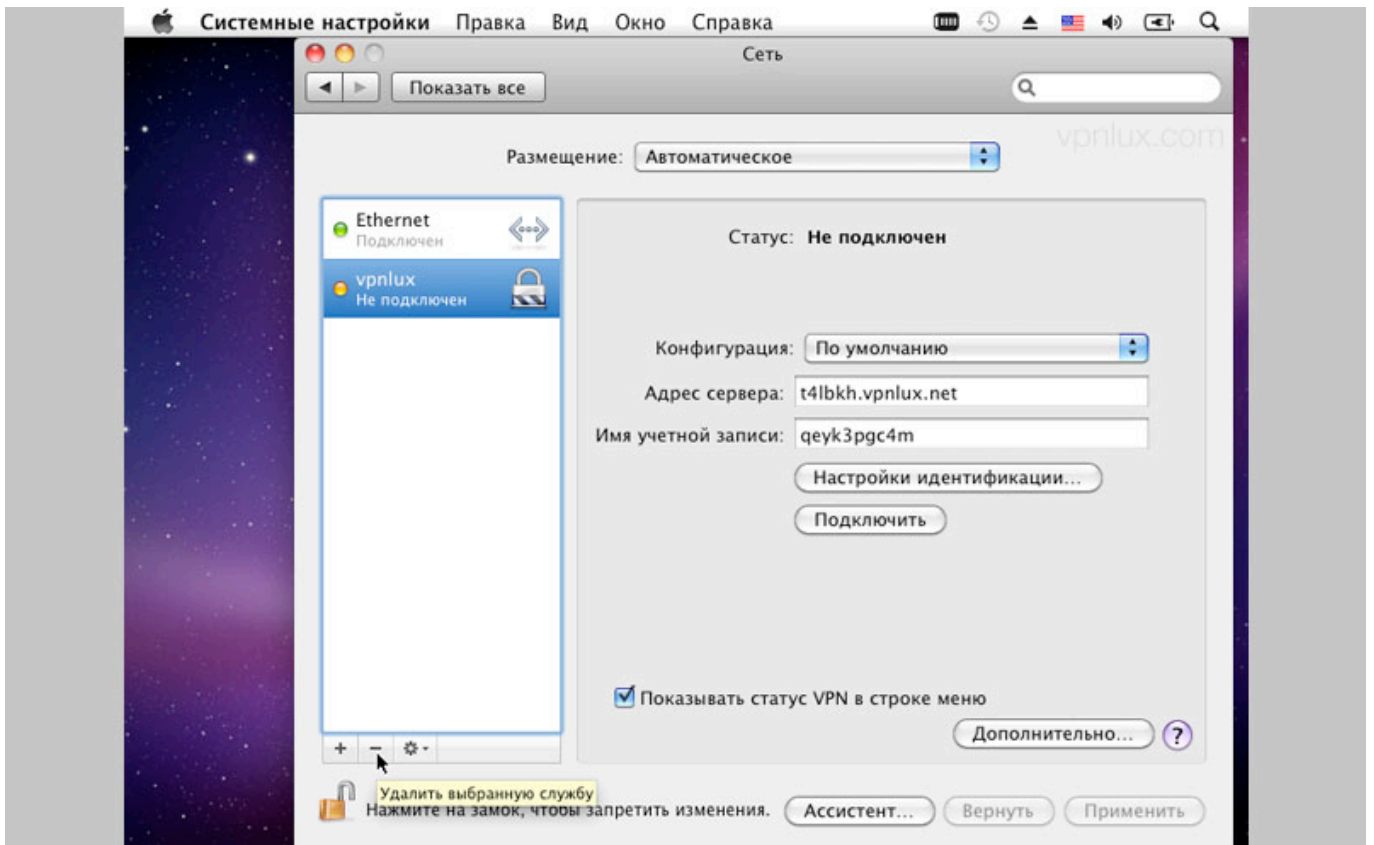 Системные настройки Правка Вид Окно Справка
Сеть
Показать все
vpnlux.com
Размещение: Автоматическое
Ethernet
Подключен
vpnlux
Не подключен
Статус: Не подключен
Конфигурация: По умолчанию
Адрес сервера: t4lbkh.vpnlux.net
Имя учетной записи: qeyk3pgc4m
Настройки идентификации...
Подключить
Показывать статус VPN в строке меню
Дополнительно... ?
+ −
Удалить выбранную службу
Нажмите на замок, чтобы запретить изменения. Ассистент... Вернуть Применить